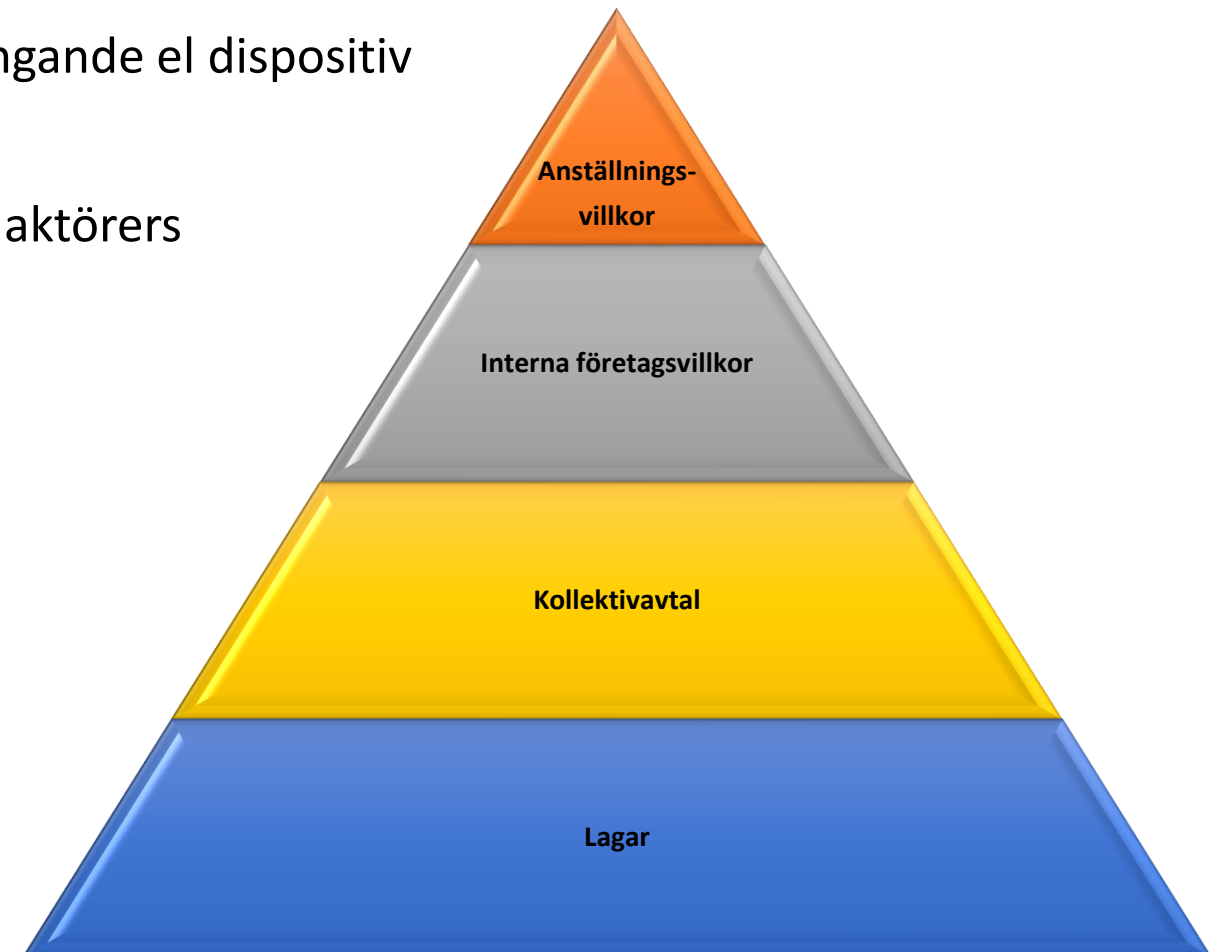 ngande el dispositiv
aktörers
Anställnings-
villkor
Interna företagsvillkor
Kollektivavtal
Lagar